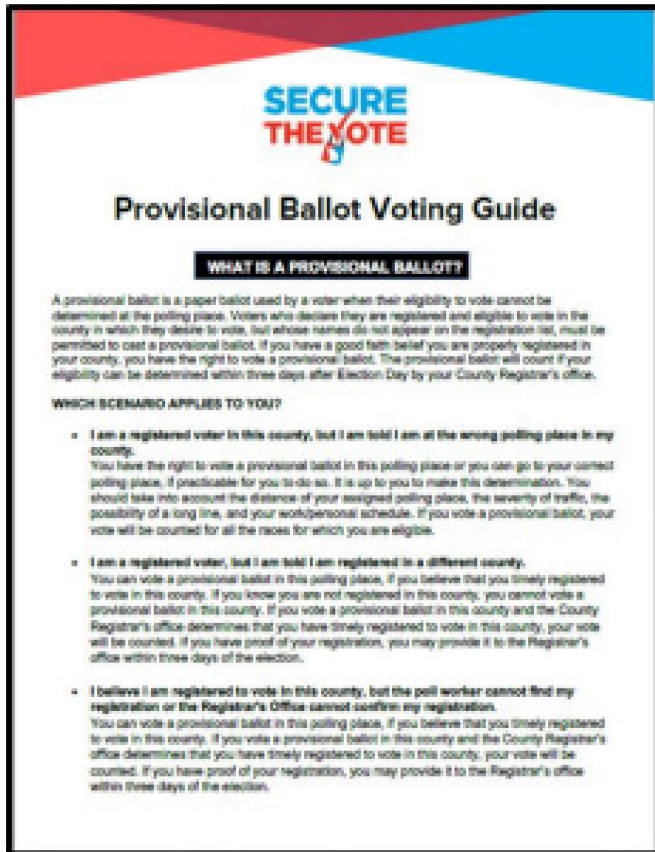 SECURE
THE VOTE
Provisional Ballot Voting Guide
WHAT IS A PROVISIONAL BALLOT?
A provisional ballot is a paper ballot used by a voter when their eligibility to vote cannot be
determined at the polling place. Voters who declare they are registered and eligible to vote in the
county in which they desire to vote, but whose names do not appear on the registration list, must be
permitted to cast a provisional ballot. If you have a good faith belief you are properly registered in
your county, you have the right to vote a provisional ballot. The provisional ballot will count if your
eligibility can be determined within three days after Election Day by your County Registrar's office.
WHICH SCENARIO APPLIES TO YOU?
• I am a registered voter in this county, but I am told I am at the wrong polling place in my
county.
You have the right to vote a provisional ballot in this polling place or you can go to your correct
polling place, if practicable for you to do so. It is up to you to make this determination. You
should take into account the distance of your assigned polling place, the severity of traffic, the
possibility of a long line, and your work/personal schedule. If you vote a provisional ballot, your
vote will be counted for all the races for which you are eligible.
• I am a registered voter, but I am told I am registered in a different county.
You can vote a provisional ballot in this polling place, if you believe that you timely registered
to vote in this county. If you know you are not registered in this county, you cannot vote a
provisional ballot in this county. If you vote a provisional ballot in this county and the County
Registrar's office determines that you have timely registered to vote in this county, your vote
will be counted. If you have proof of your registration, you may provide it to the Registrar's
office within three days of the election.
• I believe I am registered to vote in this county, but the poll worker cannot find my
registration or the Registrar's Office cannot confirm my registration.
You can vote a provisional ballot in this polling place, if you believe that you timely registered
to vote in this county. If you vote a provisional ballot in this county and the County Registrar's
office determines that you have timely registered to vote in this county, your vote will be
counted. If you have proof of your registration, you may provide it to the Registrar's office
within three days of the election.